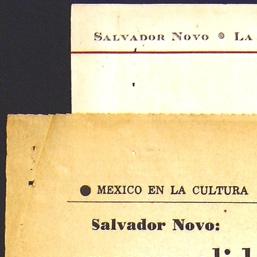 SALVADOR NOVO • LA
● MEXICO EN LA CULTURA
Salvador Novo: